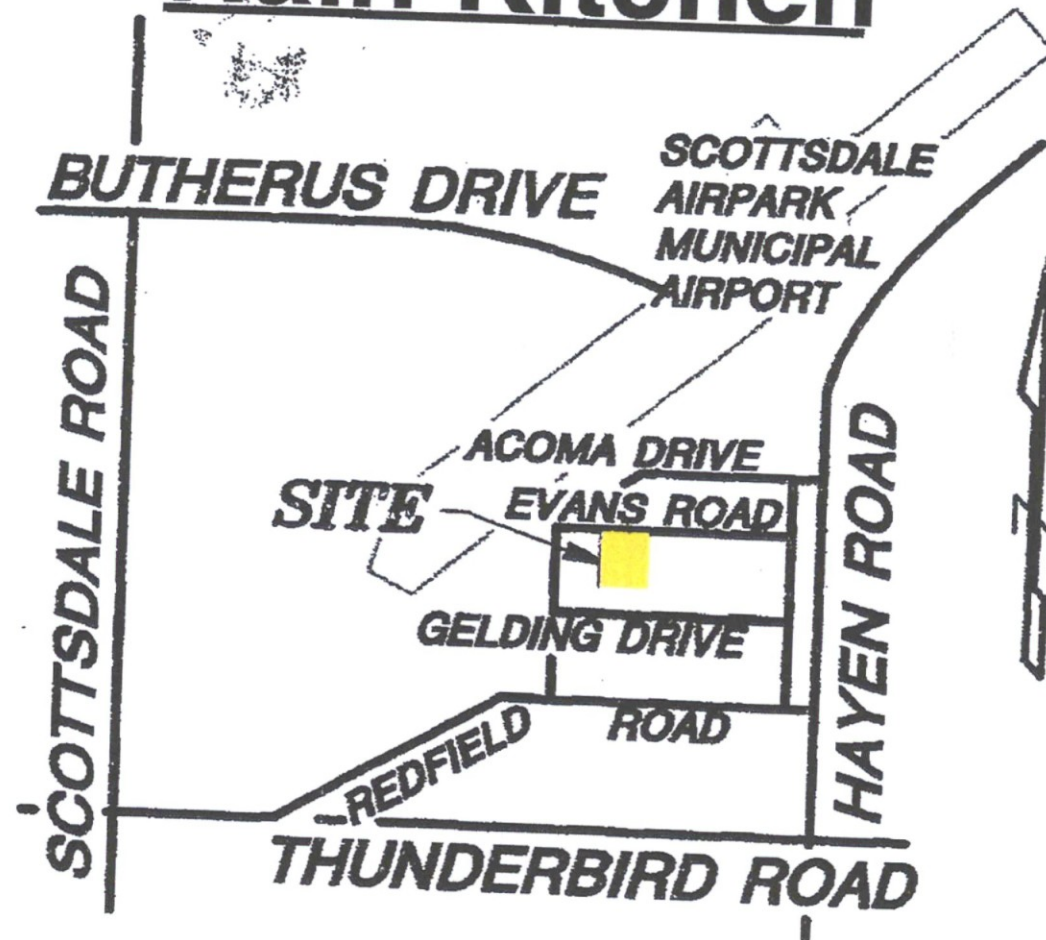 Kitchen
BUTHERUS DRIVE
SCOTTSDALE
AIRPARK
MUNICIPAL
AIRPORT
SCOTTSDALE ROAD
ACOMA DRIVE
SITE
EVANS ROAD
HAYEN ROAD
GELDING DRIVE
REDFIELD
ROAD
THUNDERBIRD ROAD